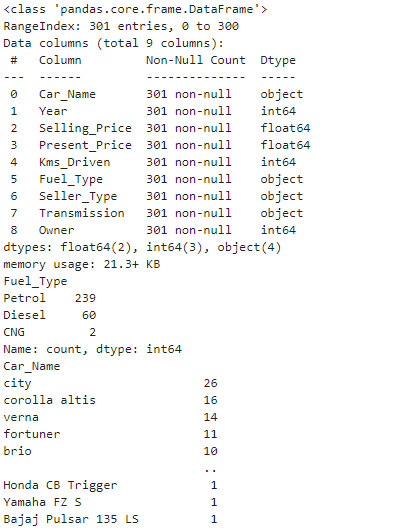 <class 'pandas.core.frame.DataFrame'>
RangeIndex: 301 entries, 0 to 300
Data columns (total 9 columns):
 #   Column         Non-Null Count  Dtype
---  ------         --------------  -----
 0   Car_Name       301 non-null    object
 1   Year           301 non-null    int64
 2   Selling_Price  301 non-null    float64
 3   Present_Price  301 non-null    float64
 4   Kms_Driven     301 non-null    int64
 5   Fuel_Type      301 non-null    object
 6   Seller_Type    301 non-null    object
 7   Transmission   301 non-null    object
 8   Owner          301 non-null    int64
dtypes: float64(2), int64(3), object(4)
memory usage: 21.3+ KB
Fuel_Type
Petrol    239
Diesel     60
CNG         2
Name: count, dtype: int64
Car_Name
city                        26
corolla altis               16
verna                       14
fortuner                    11
brio                        10
                            ..
Honda CB Trigger             1
Yamaha FZ S                  1
Bajaj Pulsar 135 LS          1